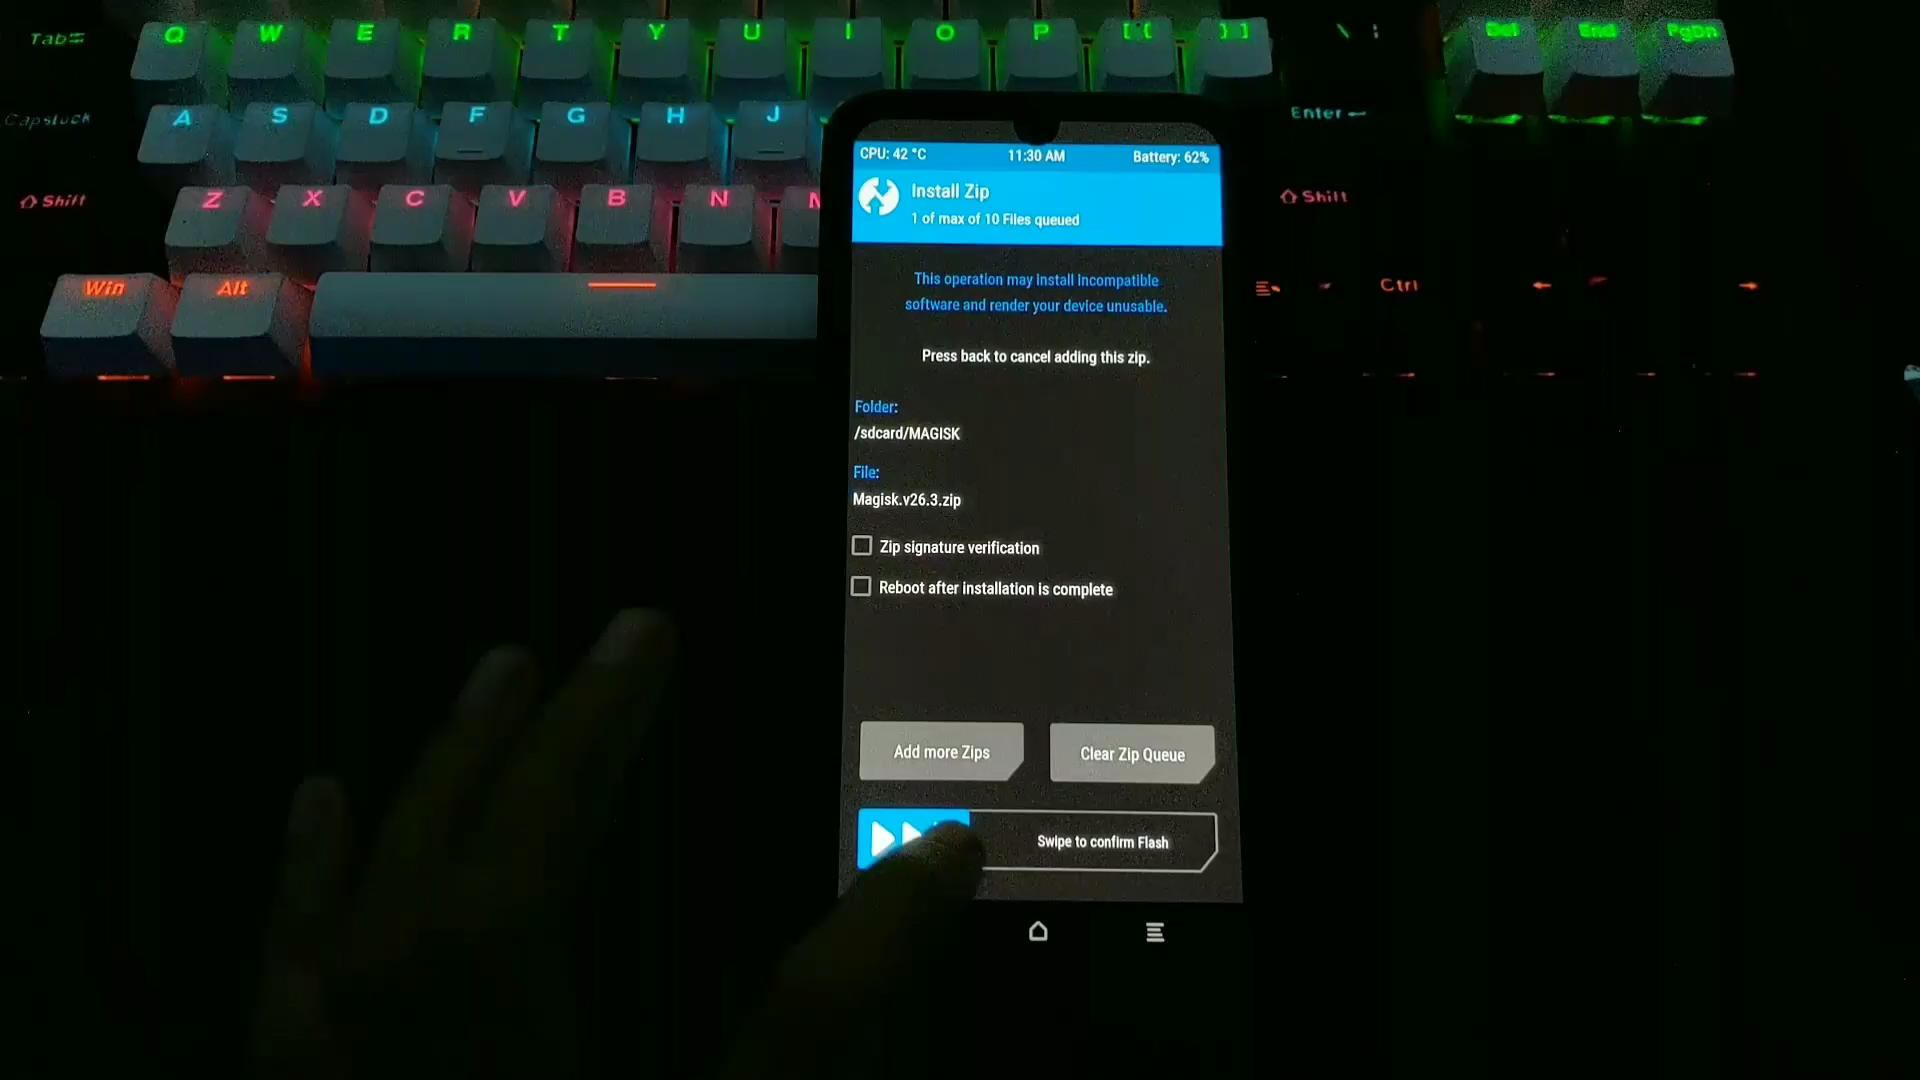 Tab
Q W E R T Y U I O P [ { } ] \ |
Del End PgDn
A S D F G H J
Enter
Shift
Z X C V B N
Shift
Win Alt
Ctrl
CPU: 42 °C 11:30 AM Battery: 62%
Install Zip
1 of max of 10 Files queued
This operation may install incompatible
software and render your device unusable.
Press back to cancel adding this zip.
Folder:
/sdcard/MAGISK
File:
Magisk.v26.3.zip
Zip signature verification
Reboot after installation is complete
Add more Zips
Clear Zip Queue
Swipe to confirm Flash